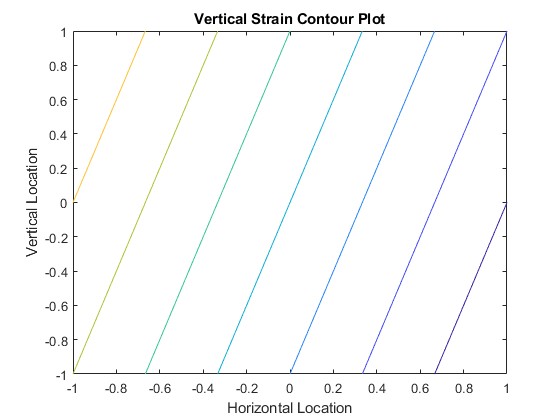 Vertical Strain Contour Plot
1
0.8
0.6
0.4
0.2
0
-0.2
-0.4
-0.6
-0.8
-1
Vertical Location
-1 -0.8 -0.6 -0.4 -0.2 0 0.2 0.4 0.6 0.8 1
Horizontal Location